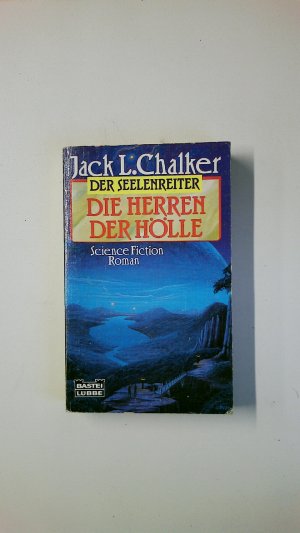 Jack L. Chalker
DER SEELENREITER
DIE HERREN
DER HÖLLE
Science Fiction
Roman
BASTEI
LÜBBE